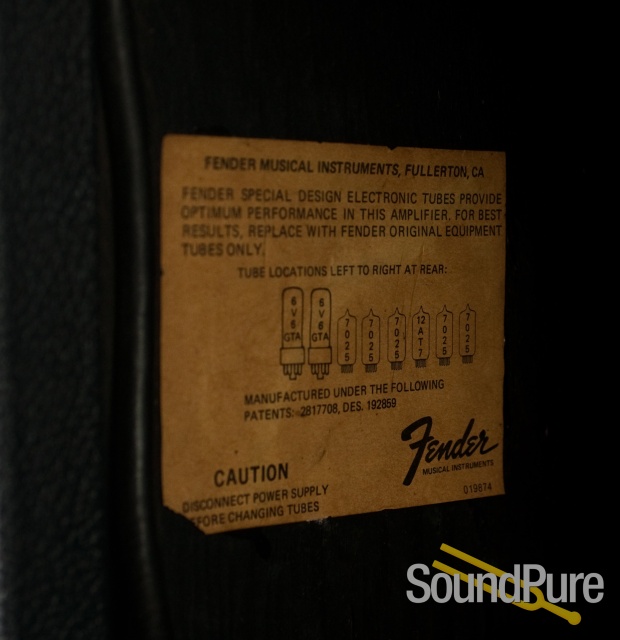 FENDER MUSICAL INSTRUMENTS, FULLERTON, CA
FENDER SPECIAL DESIGN ELECTRONIC TUBES PROVIDE
OPTIMUM PERFORMANCE IN THIS AMPLIFIER. FOR BEST
RESULTS, REPLACE WITH FENDER ORIGINAL EQUIPMENT
TUBES ONLY.
TUBE LOCATIONS LEFT TO RIGHT AT REAR:
6V6 GTA 6V6 GTA 7025 7025 7025 12AT7 7025 7025
MANUFACTURED UNDER THE FOLLOWING
PATENTS: 2817708, DES. 192859
Fender
MUSICAL INSTRUMENTS
CAUTION
DISCONNECT POWER SUPPLY
BEFORE CHANGING TUBES
019814
SoundPure